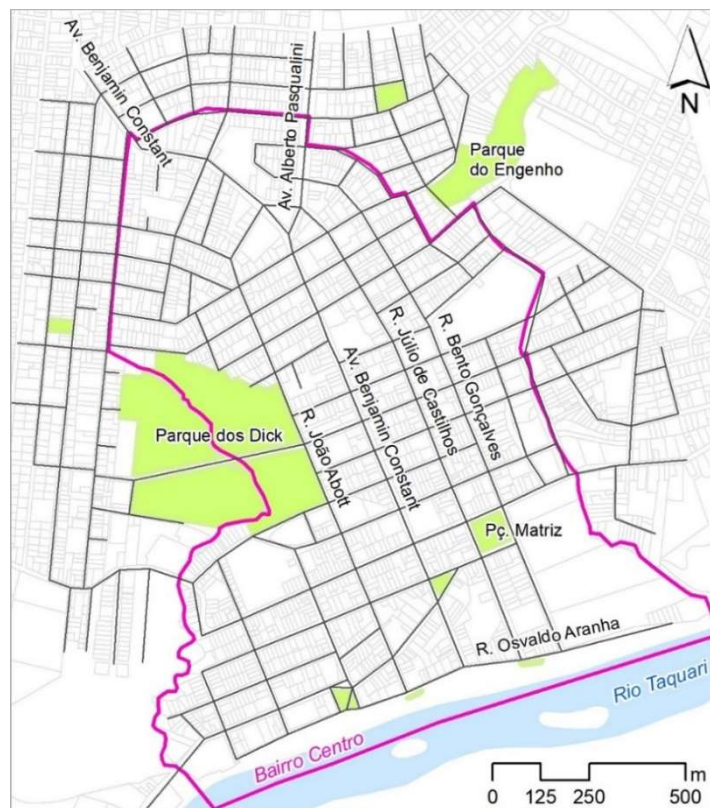 Av. Benjamin Constant
Av. Alberto Pasqualini
N
Parque
do Engenho
R. Bento Gonçalves
R. Júlio de Castilhos
Av. Benjamin Constant
R. João Abott
Parque dos Dick
Pç. Matriz
R. Osvaldo Aranha
Rio Taquari
Bairro Centro
m
0 125 250 500